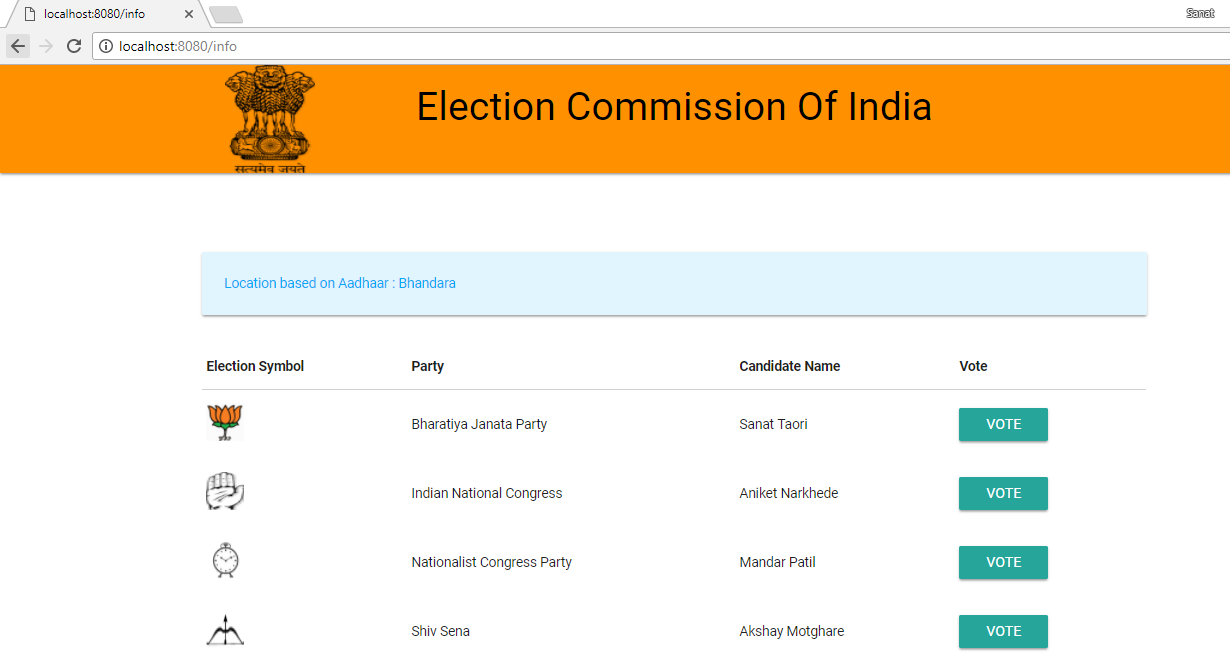 localhost:8080/info
Sanat
localhost:8080/info
सत्यमेव जयते
Election Commission Of India
Location based on Aadhaar : Bhandara
Election Symbol Party Candidate Name Vote
Bharatiya Janata Party Sanat Taori VOTE
Indian National Congress Aniket Narkhede VOTE
Nationalist Congress Party Mandar Patil VOTE
Shiv Sena Akshay Motghare VOTE